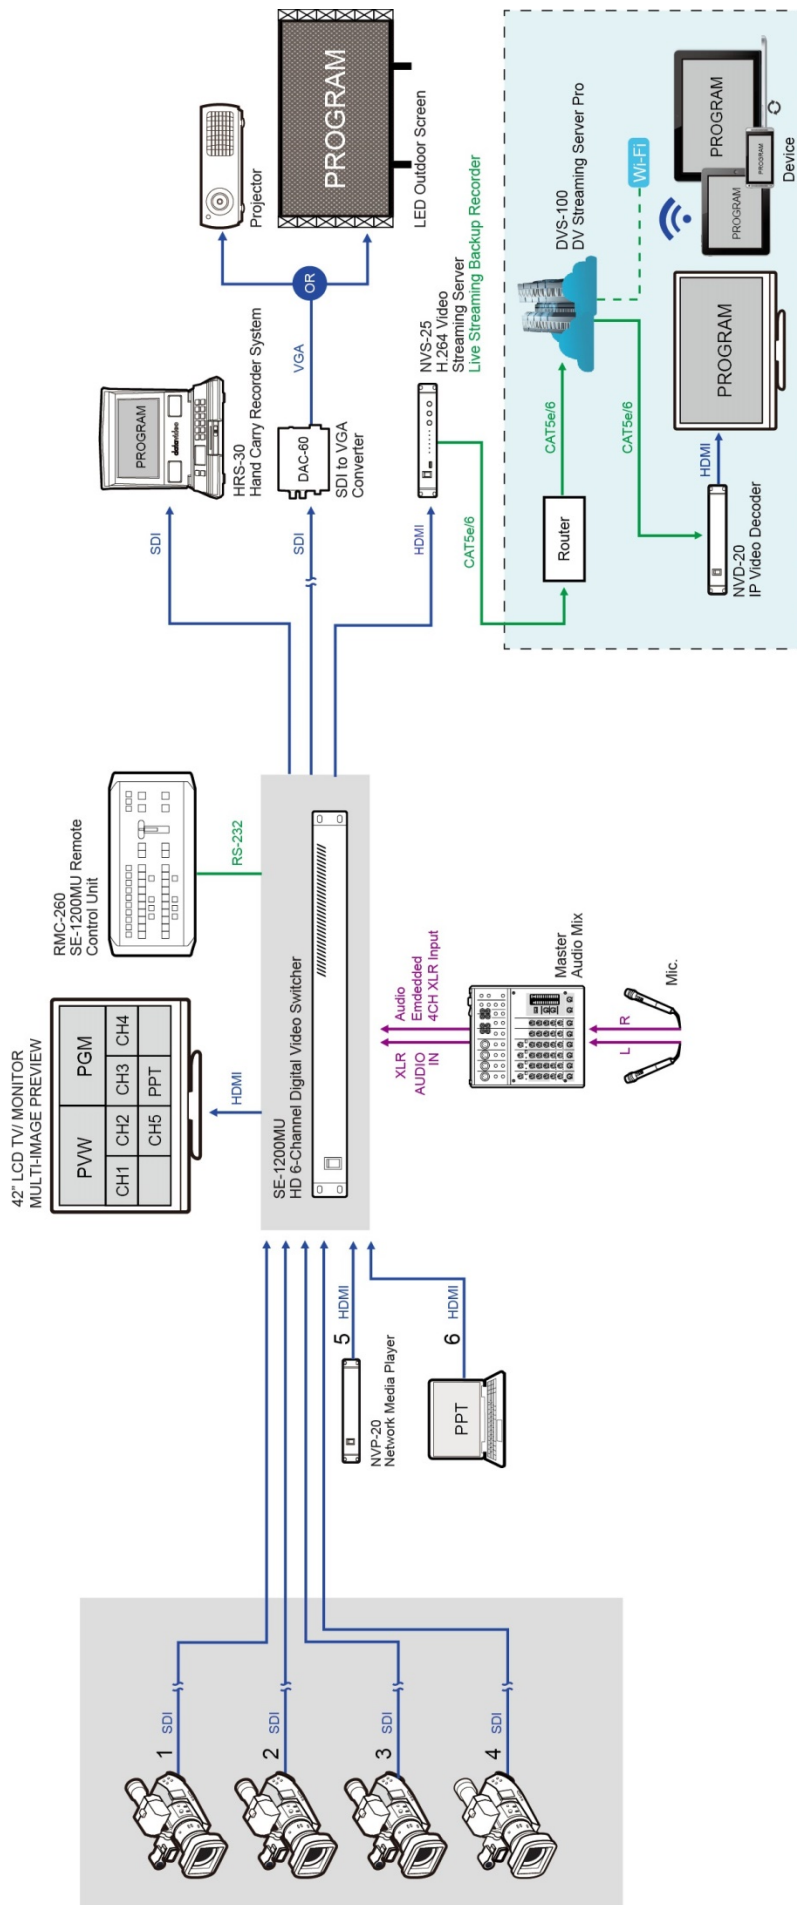 1
SDI
2
SDI
3
SDI
4
SDI
5
HDMI
NVP-20
Network Media Player
6
HDMI
PPT
42" LCD TV/ MONITOR
MULTI-IMAGE PREVIEW
PVW
PGM
CH1
CH2
CH3
CH4
CH5
PPT
HDMI
RMC-260
SE-1200MU Remote
Control Unit
RS-232
SE-1200MU
HD 6-Channel Digital Video Switcher
XLR
AUDIO
IN
Audio
Emdedded
4CH XLR Input
Master
Audio Mix
L
R
Mic.
SDI
PROGRAM
datavideo
HRS-30
Hand Carry Recorder System
SDI
DAC-60
SDI to VGA
Converter
VGA
OR
Projector
PROGRAM
LED Outdoor Screen
HDMI
NVS-25
H.264 Video
Streaming Server
Live Streaming Backup Recorder
CAT5e/6
Router
CAT5e/6
DVS-100
DV Streaming Server Pro
CAT5e/6
Wi-Fi
NVD-20
IP Video Decoder
HDMI
PROGRAM
PROGRAM
PROGRAM
PROGRAM
Device